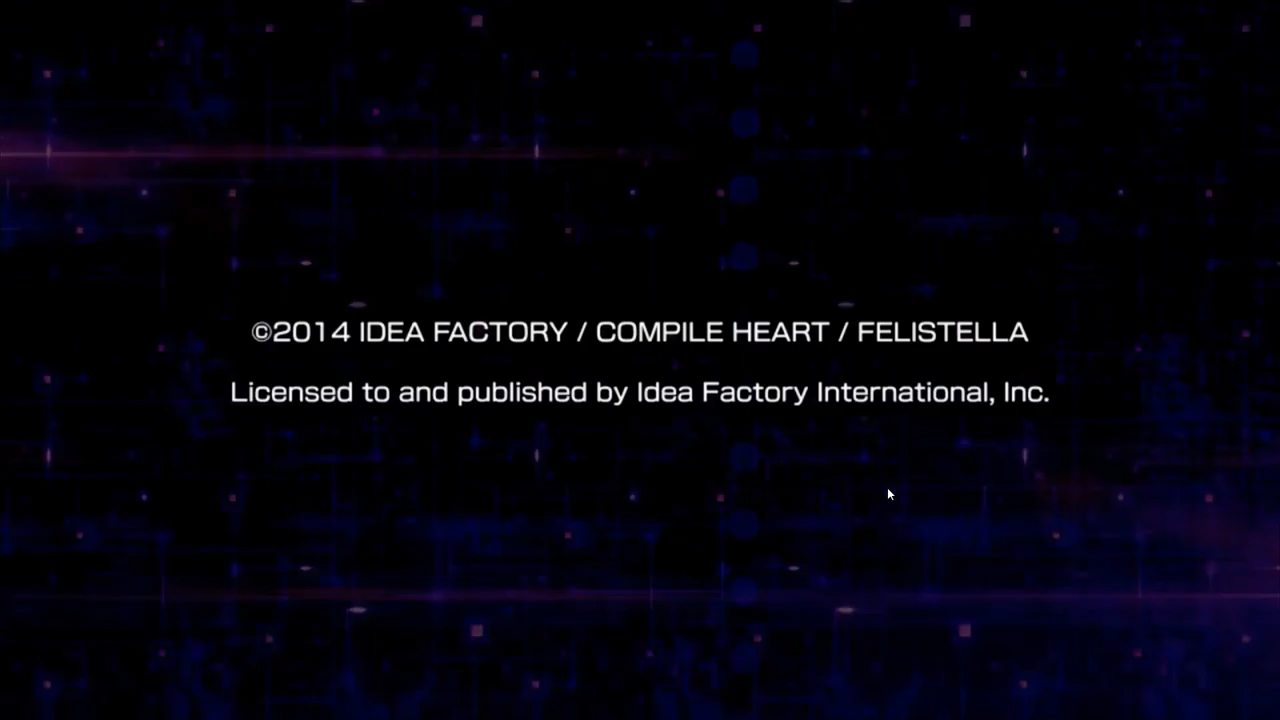 ©2014 IDEA FACTORY / COMPILE HEART / FELISTELLA
Licensed to and published by Idea Factory International, Inc.